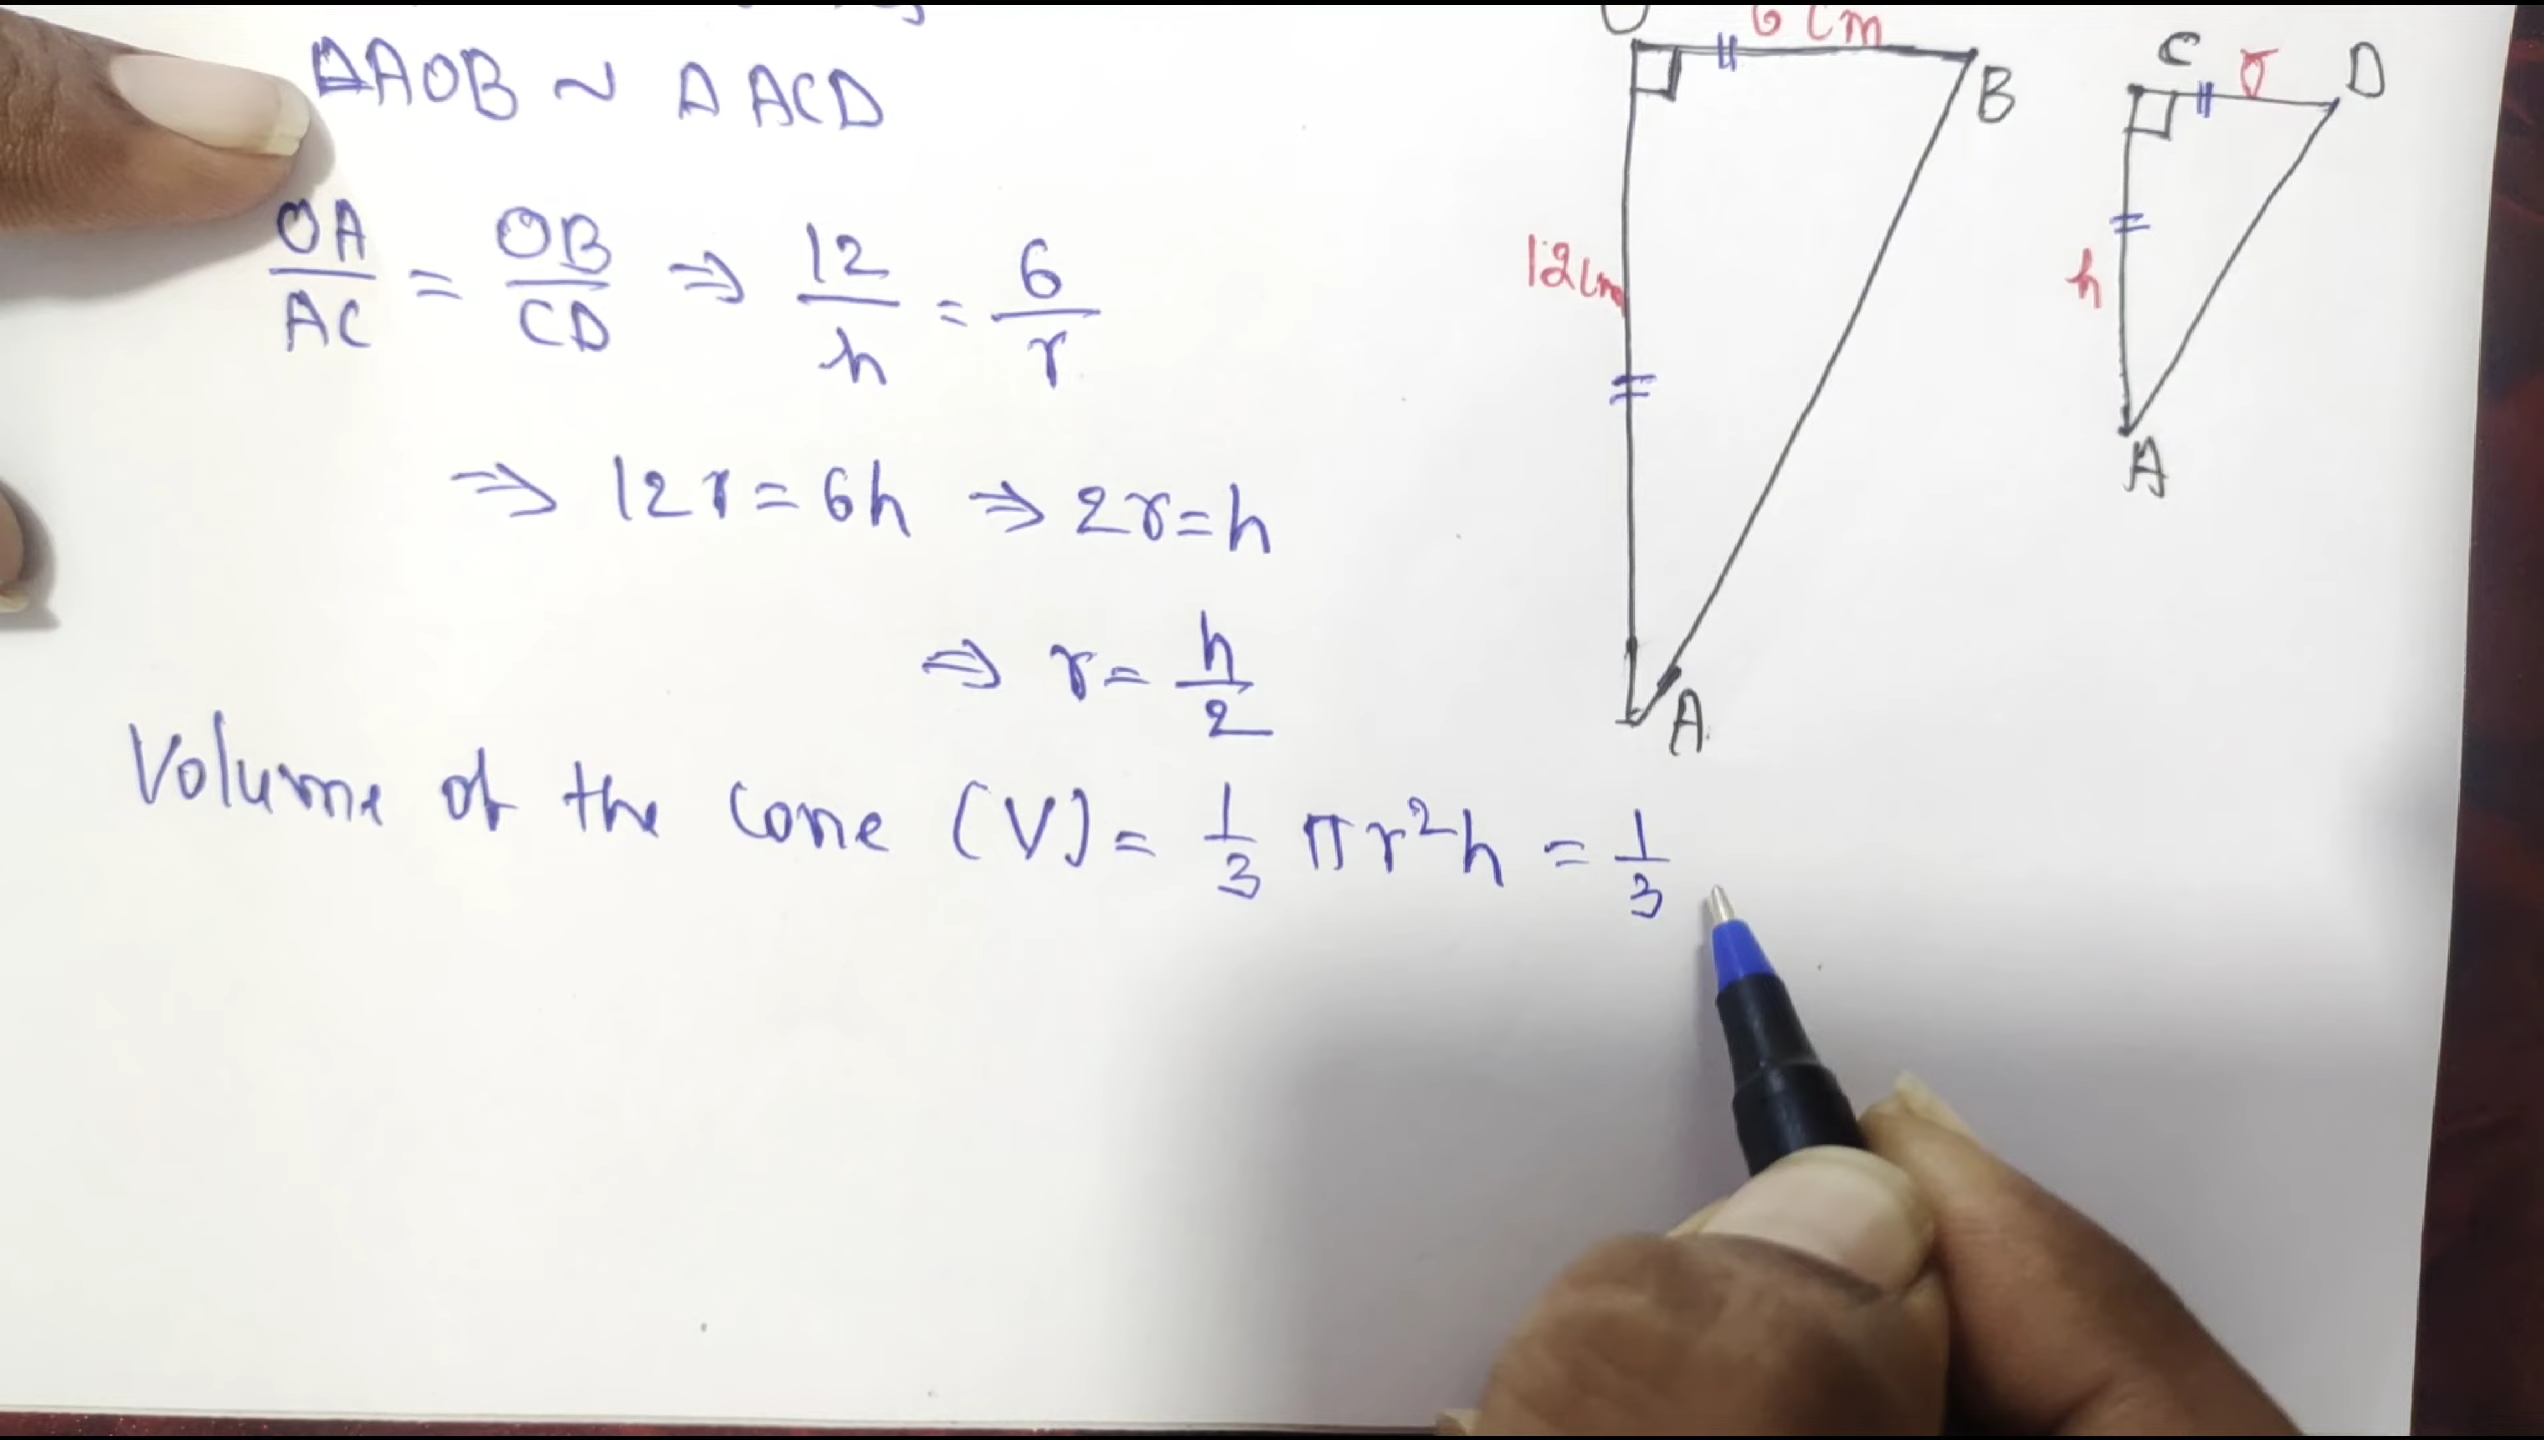 ΔAOB ~ ΔACD
OA/AC = OB/CD ⇒ 12/h = 6/r
⇒ 12r = 6h ⇒ 2r = h
⇒ r = h/2
Volume of the cone (V) = 1/3 πr²h = 1/3
6 cm
B
12cm
A
C r D
h
A